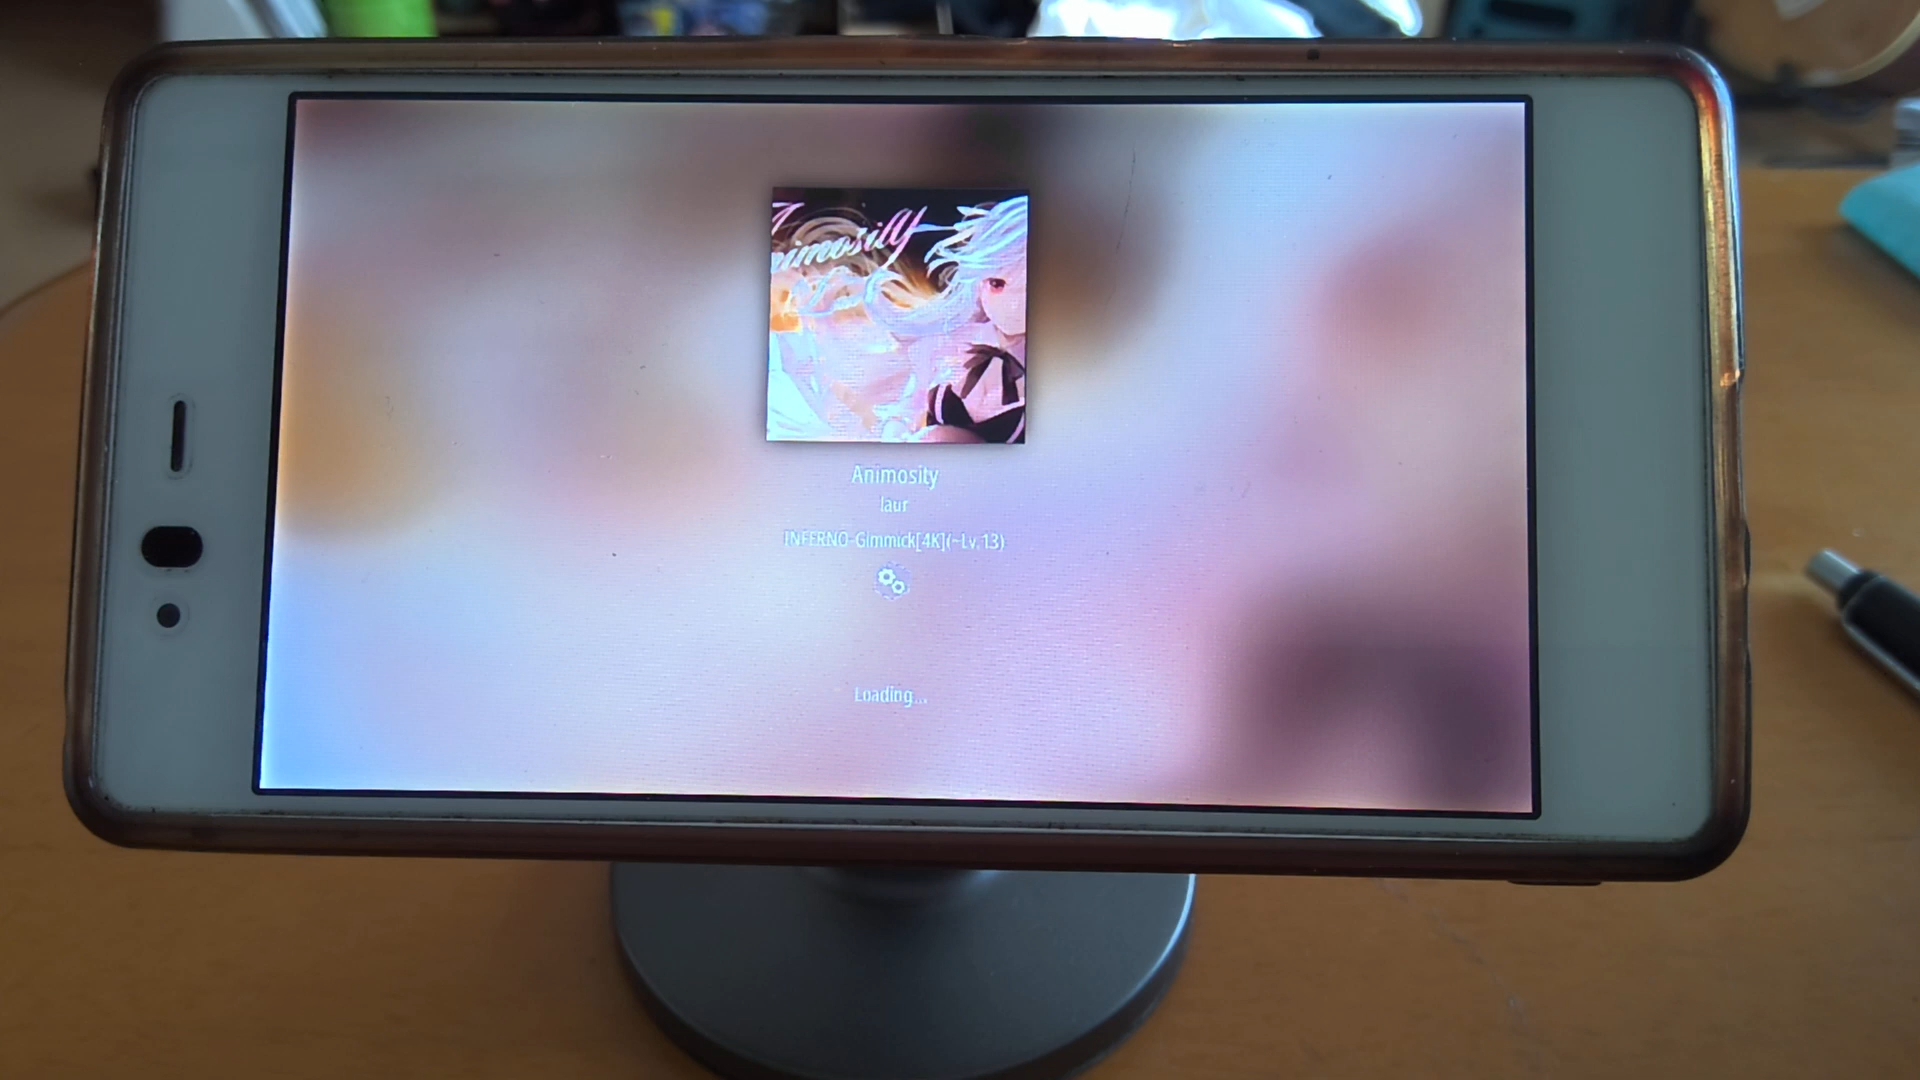 Animosity
Animosity
laur
INFERNO-Gimmick[4K](~Lv.13)
Loading...